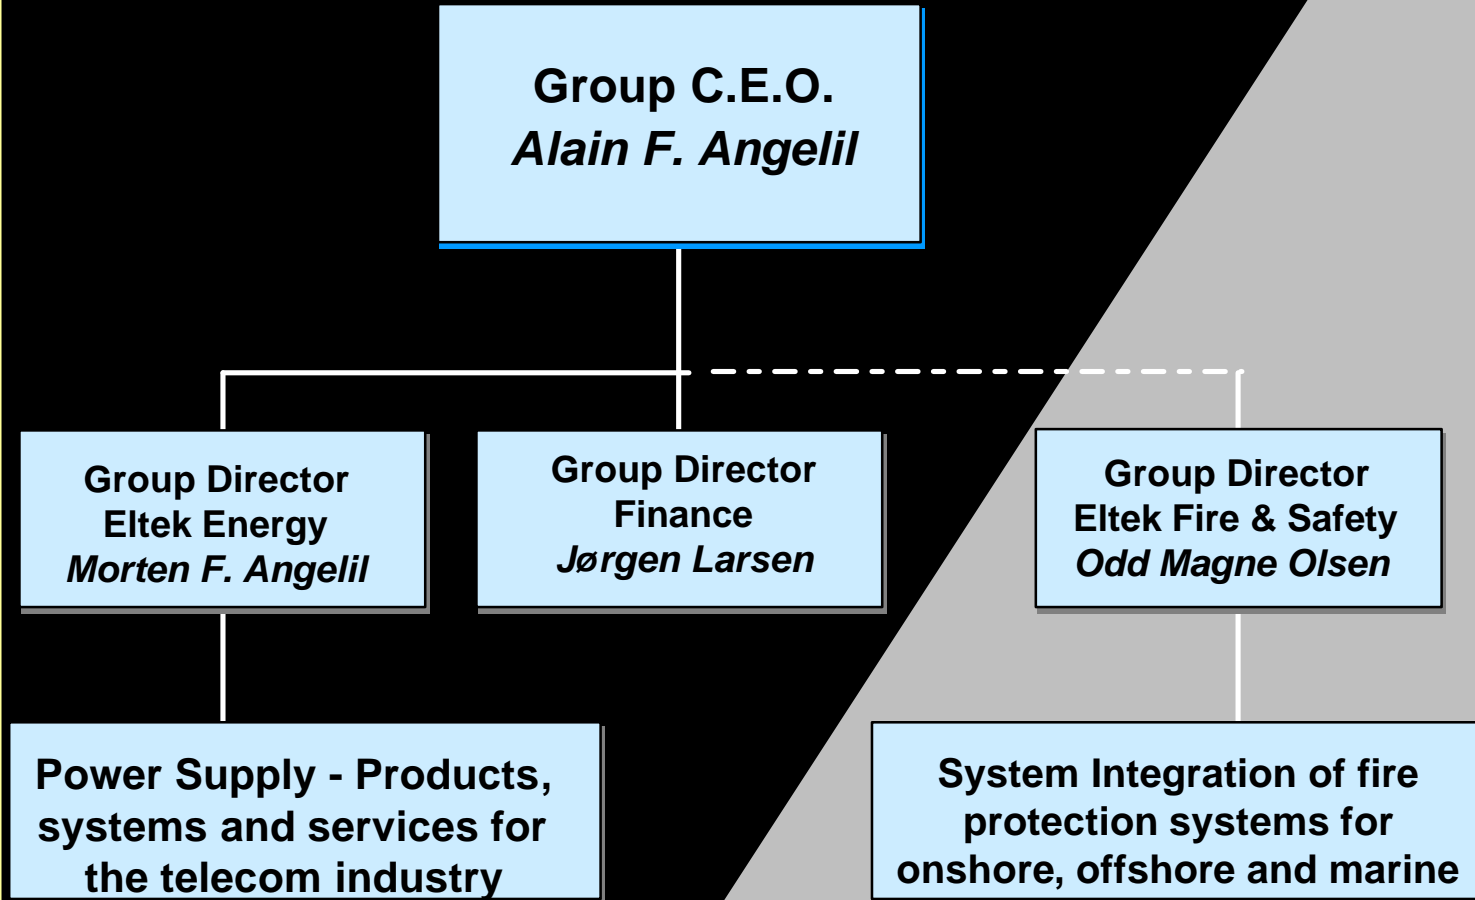 Group C.E.O.
Alain F. Angelil
Group Director
Eltek Energy
Morten F. Angelil
Group Director
Finance
Jørgen Larsen
Group Director
Eltek Fire & Safety
Odd Magne Olsen
Power Supply - Products,
systems and services for
the telecom industry
System Integration of fire
protection systems for
onshore, offshore and marine